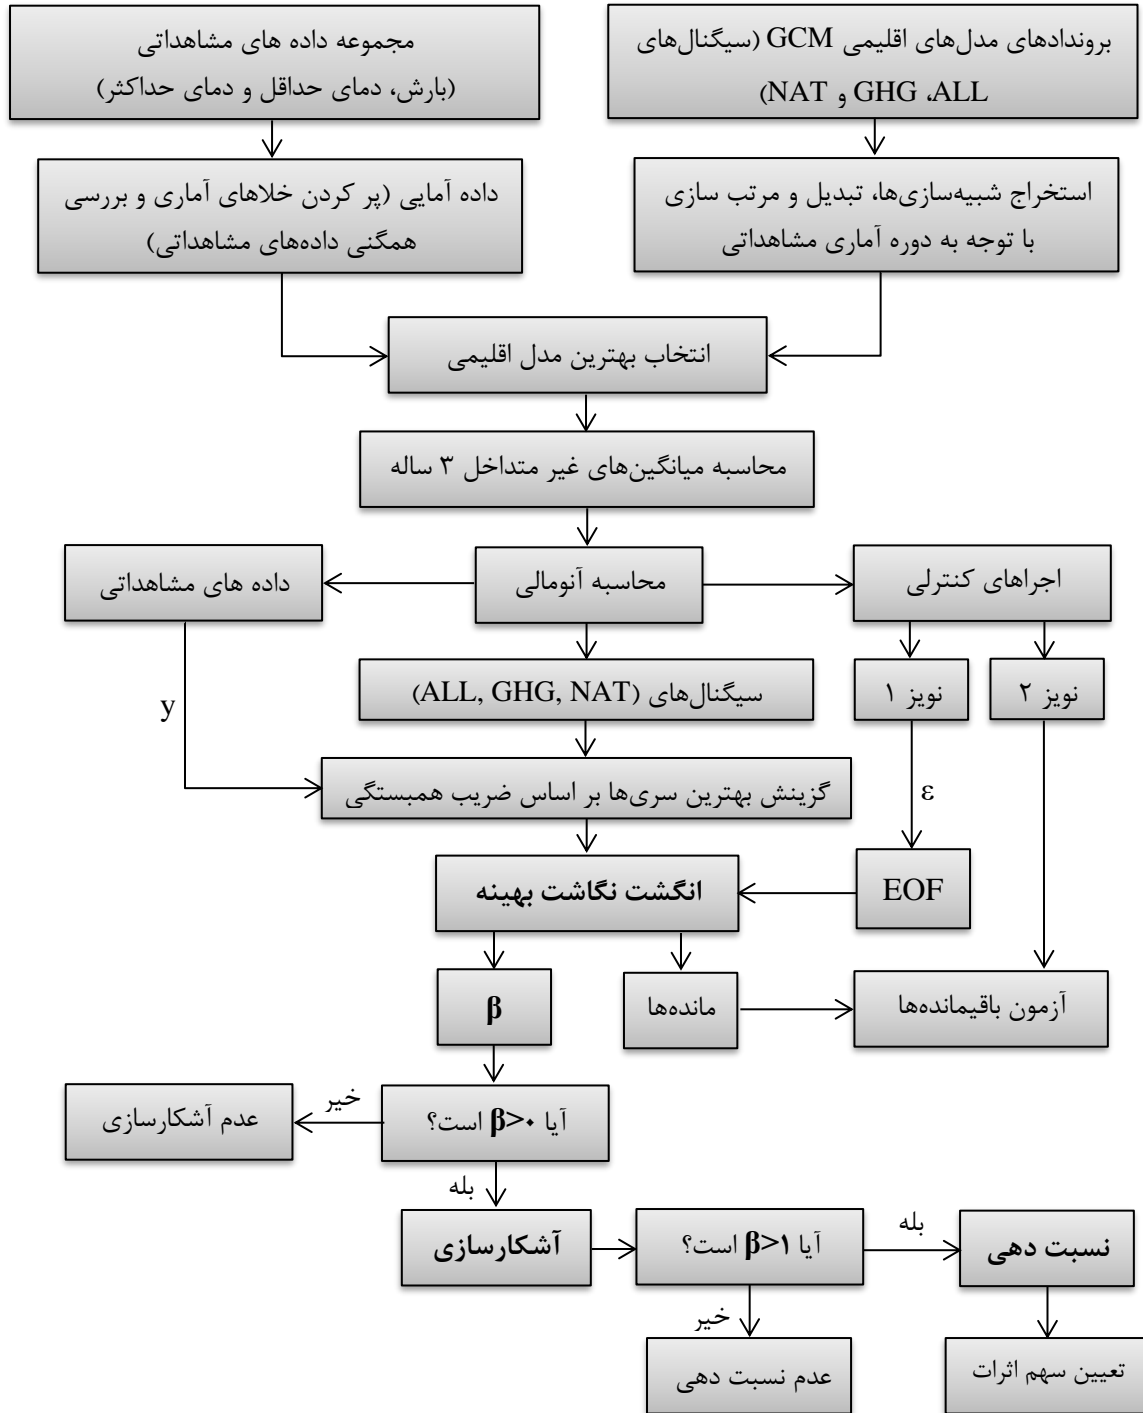 مجموعه داده های مشاهداتی
(بارش، دمای حداقل و دمای حداکثر)
بروندادهای مدل‌های اقلیمی GCM (سیگنال‌های
ALL، GHG و NAT)
داده آمایی (پر کردن خلاهای آماری و بررسی
همگنی داده‌های مشاهداتی)
استخراج شبیه‌سازی‌ها، تبدیل و مرتب سازی
با توجه به دوره آماری مشاهداتی
انتخاب بهترین مدل اقلیمی
محاسبه میانگین‌های غیر متداخل ۳ ساله
داده های مشاهداتی
محاسبه آنومالی
اجراهای کنترلی
سیگنال‌های (ALL, GHG, NAT)
نویز ۱
نویز ۲
y
گزینش بهترین سری‌ها بر اساس ضریب همبستگی
ε
انگشت نگاشت بهینه
EOF
β
مانده‌ها
آزمون باقیمانده‌ها
عدم آشکارسازی
خیر
آیا β>۰ است؟
بله
آشکارسازی
آیا β>۱ است؟
بله
نسبت دهی
خیر
عدم نسبت دهی
تعیین سهم اثرات